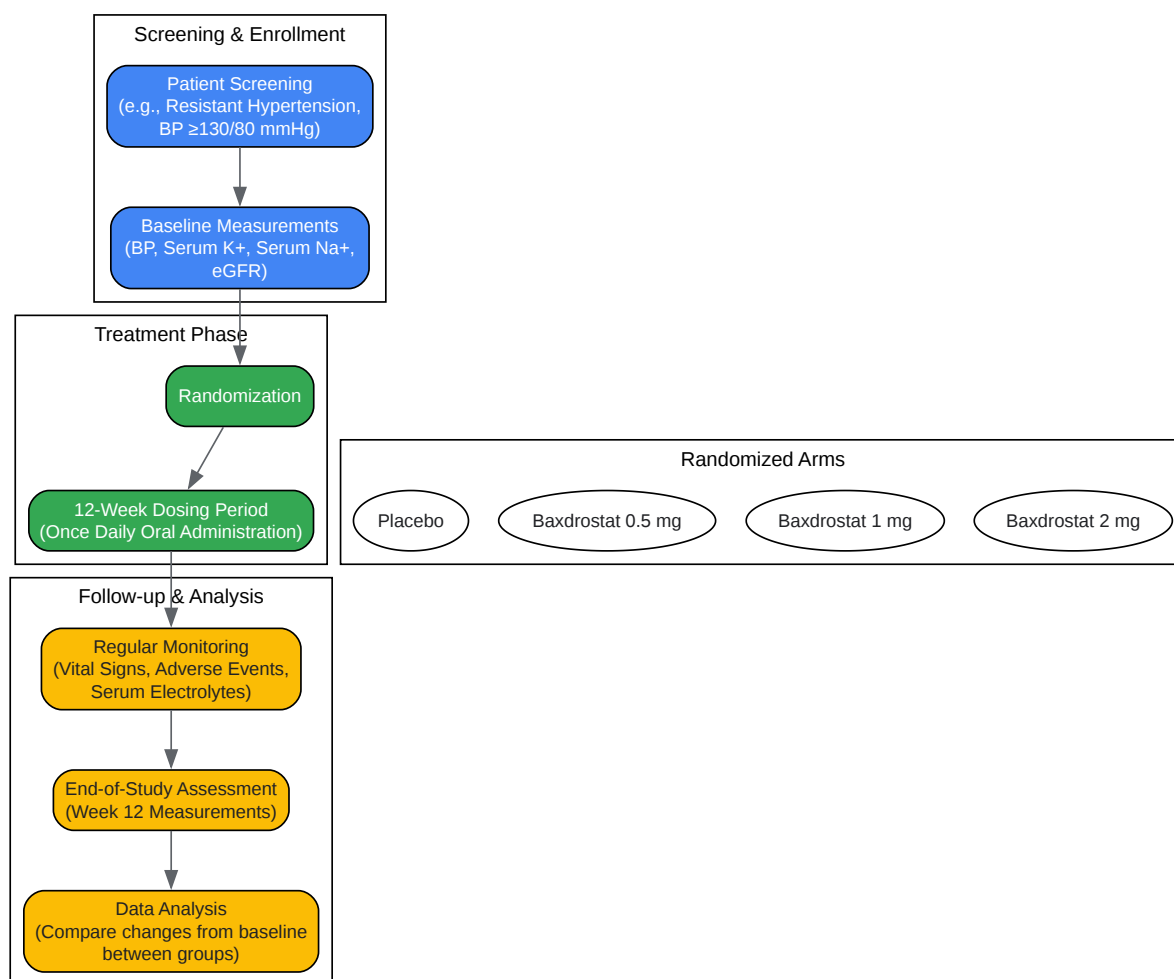 Screening & Enrollment
Patient Screening
(e.g., Resistant Hypertension,
BP ≥130/80 mmHg)
Baseline Measurements
(BP, Serum K+, Serum Na+,
eGFR)
Treatment Phase
Randomization
12-Week Dosing Period
(Once Daily Oral Administration)
Randomized Arms
Placebo
Baxdrostat 0.5 mg
Baxdrostat 1 mg
Baxdrostat 2 mg
Follow-up & Analysis
Regular Monitoring
(Vital Signs, Adverse Events,
Serum Electrolytes)
End-of-Study Assessment
(Week 12 Measurements)
Data Analysis
(Compare changes from baseline
between groups)